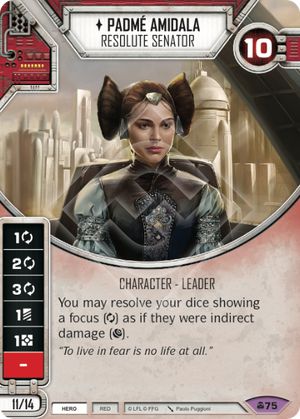 PADMÉ AMIDALA
RESOLUTE SENATOR
10
1
2
3
1
1
–
CHARACTER - LEADER
You may resolve your dice showing
a focus () as if they were indirect
damage ().
"To live in fear is no life at all."
11/14
HERO
RED
© LFL © FFG
Paolo Puggioni
75